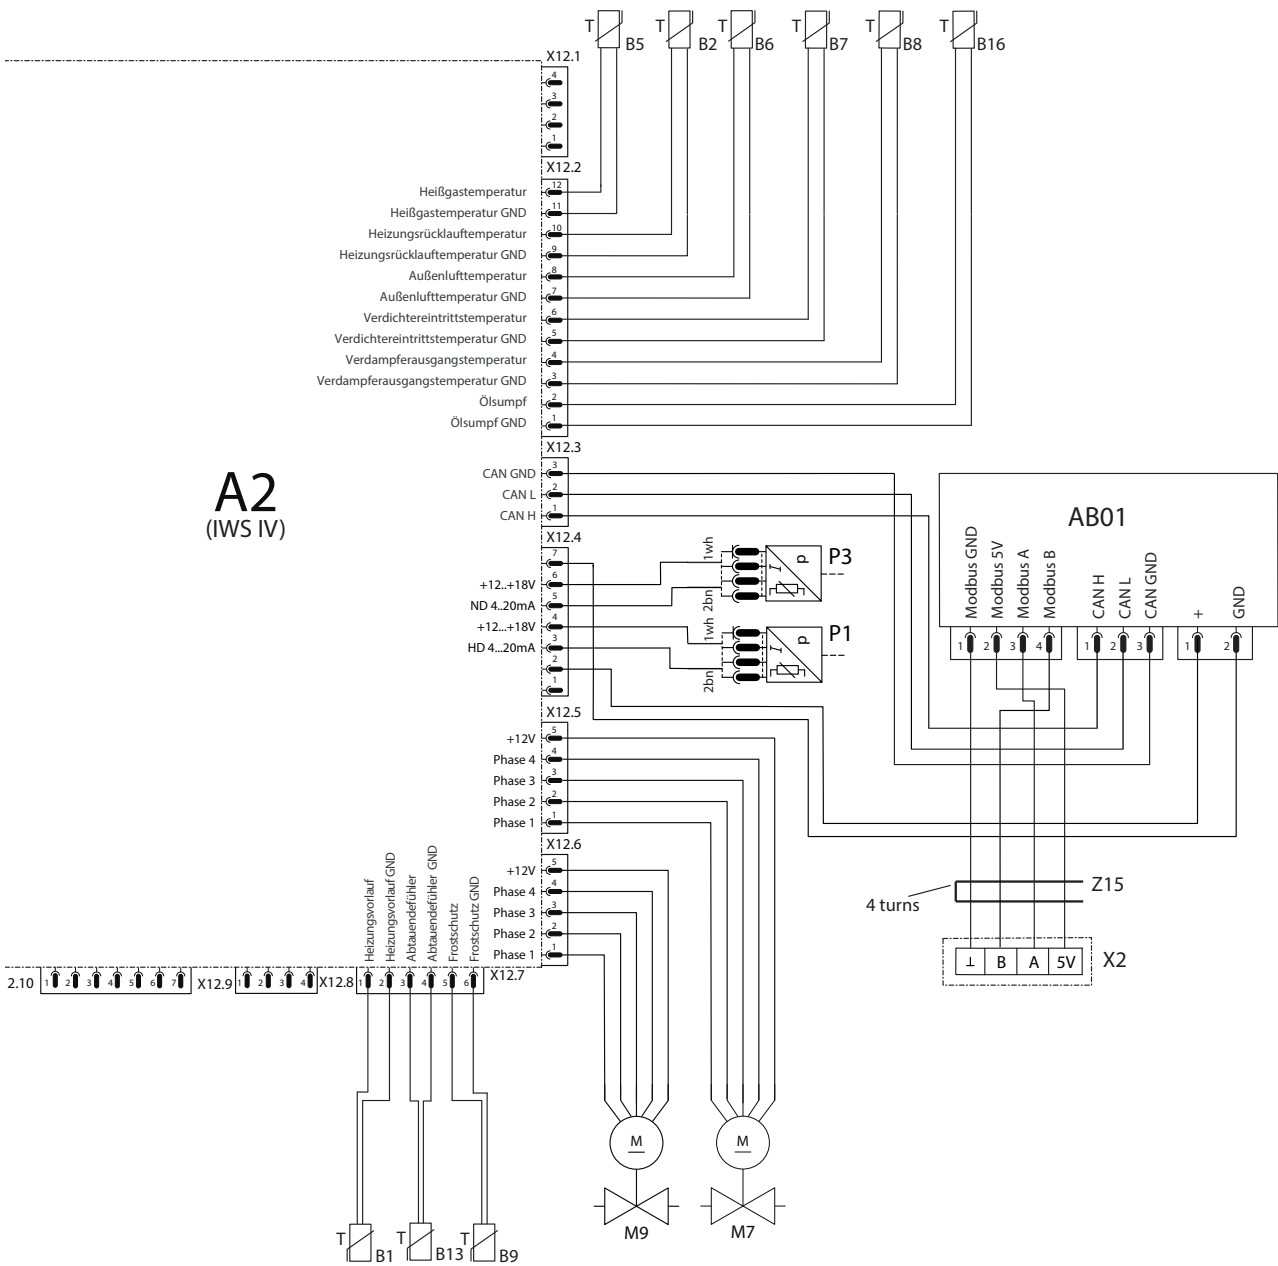 T B5 T B2 T B6 T B7 T B8 T B16
X12.1
4
3
2
1
X12.2
Heißgastemperatur 12
Heißgastemperatur GND 11
Heizungsrücklauftemperatur 10
Heizungsrücklauftemperatur GND 9
Außenlufttemperatur 8
Außenlufttemperatur GND 7
Verdichtereintrittstemperatur 6
Verdichtereintrittstemperatur GND 5
Verdampferausgangstemperatur 4
Verdampferausgangstemperatur GND 3
Ölsumpf 2
Ölsumpf GND 1
X12.3
CAN GND 3
CAN L 2
CAN H 1
A2
(IWS IV)
X12.4
7
+12..+18V 6
ND 4..20mA 5
+12...+18V 4
HD 4...20mA 3
2
1
1wh
2bn
p
P3
1wh
2bn
p
P1
AB01
Modbus GND
Modbus 5V
Modbus A
Modbus B
CAN H
CAN L
CAN GND
+
GND
1 2 3 4 1 2 3 1 2
X12.5
+12V 5
Phase 4 4
Phase 3 3
Phase 2 2
Phase 1 1
X12.6
+12V 5
Phase 4 4
Phase 3 3
Phase 2 2
Phase 1 1
Heizungsvorlauf
Heizungsvorlauf GND
Abtauendefühler
Abtauendefühler GND
Frostschutz
Frostschutz GND
4 turns
Z15
⊥ B A 5V X2
2.10 1 2 3 4 5 6 7 X12.9 1 2 3 4 X12.8 1 2 3 4 5 6 X12.7
M M
M9 M7
T B1 T B13 T B9